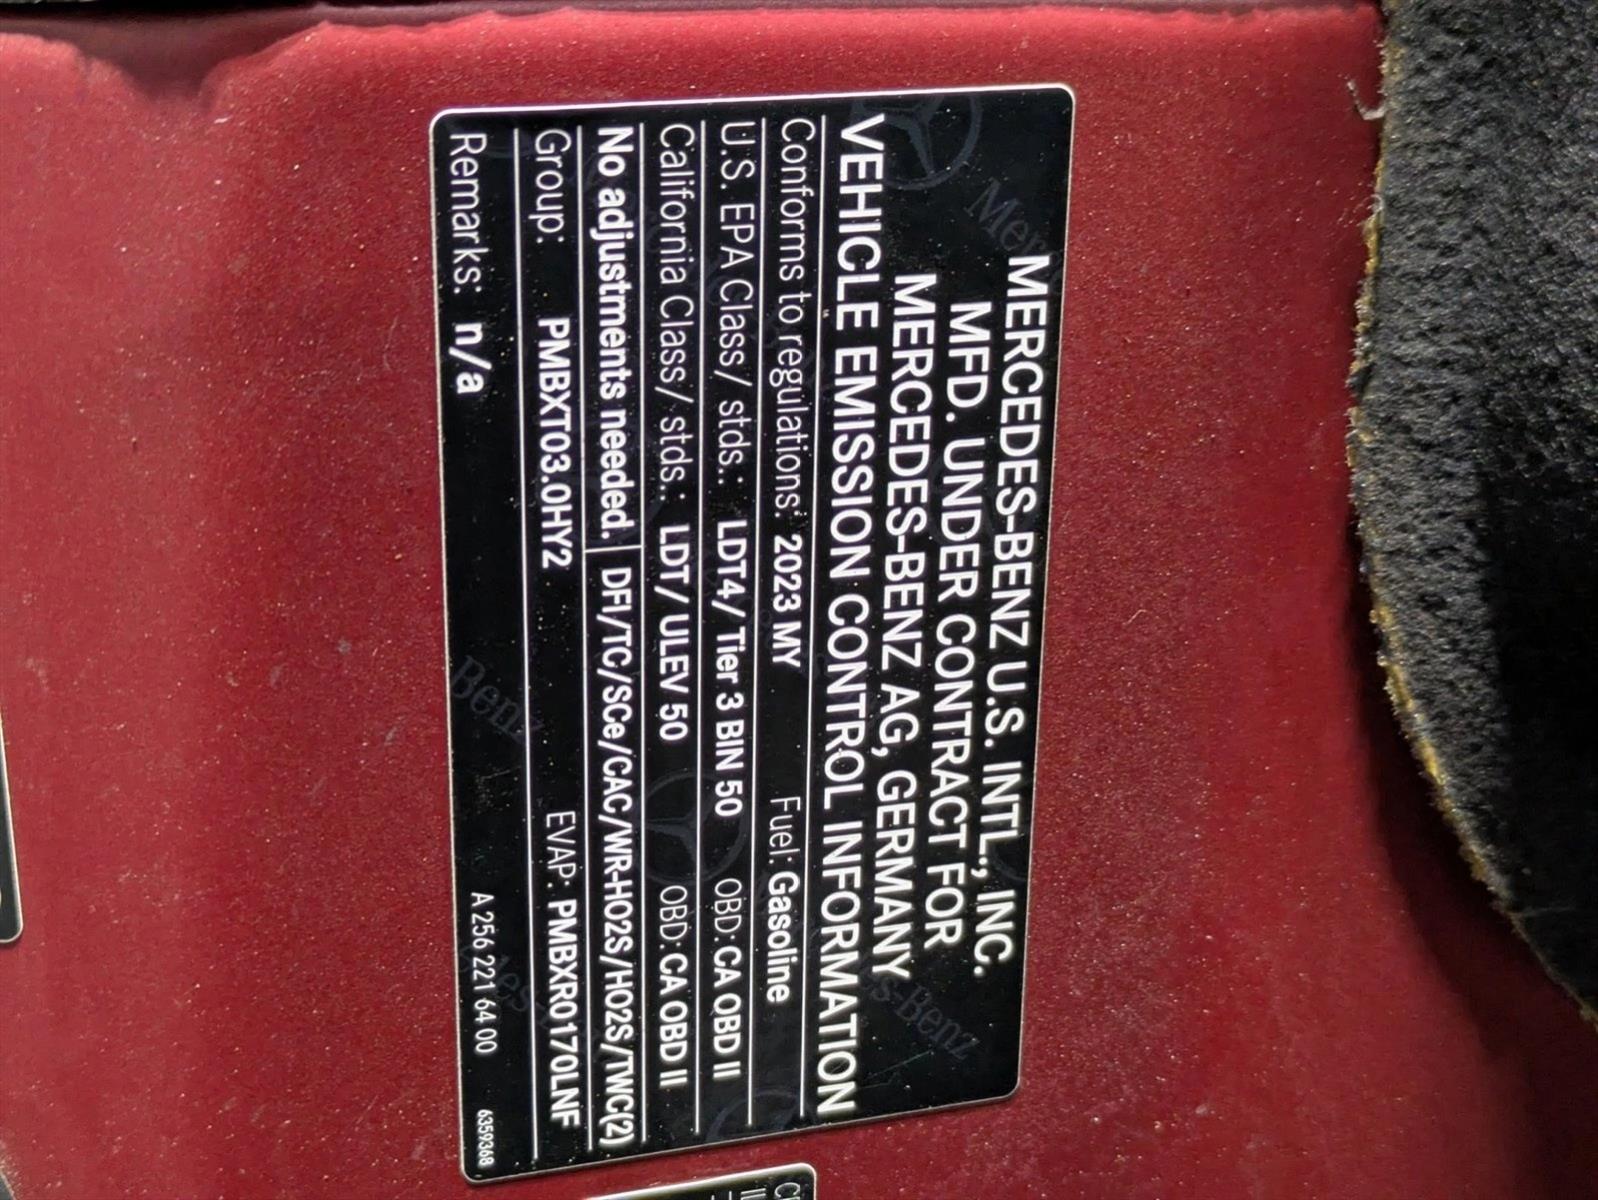 MERCEDES-BENZ U.S. INTL., INC.
MFD. UNDER CONTRACT FOR
MERCEDES-BENZ AG, GERMANY
VEHICLE EMISSION CONTROL INFORMATION
Conforms to regulations: 2023 MY Fuel: Gasoline
U.S. EPA Class/ stds.: LDT4/ Tier 3 BIN 50 OBD: CA OBD II
California Class/ stds.: LDT/ ULEV 50 OBD: CA OBD II
No adjustments needed. DFI/TC/SCe/CAC/WR-HO2S/HO2S/TWC(2)
Group: PMBXT03.0HY2 EVAP: PMBXR0170LNF
Remarks: n/a
A 256 221 64 00 6359368